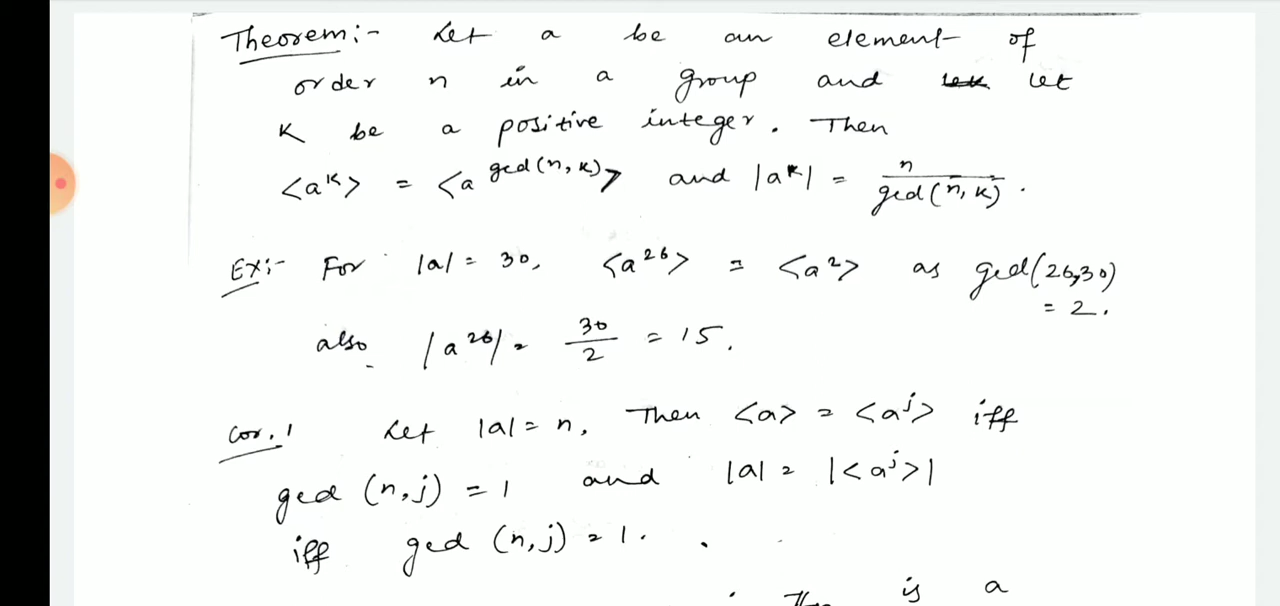 Theorem:- Let a be an element of
order n in a group and let
K be a positive integer. Then
<a^k> = <a^gcd(n, k)> and |a^k| = n/gcd(n, k).
Ex:- For |a| = 30, <a^26> = <a^2> as gcd(26,30)
= 2.
also |a^26| = 30/2 = 15.
Cor. 1 Let |a| = n, Then <a> = <a^j> iff
gcd (n, j) = 1 and |a| = |<a^j>|
iff gcd (n, j) = 1.
is a